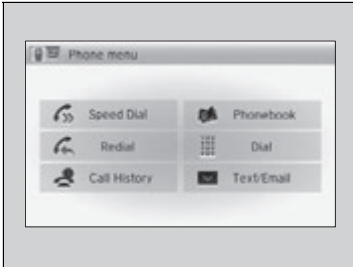 Phone menu
Speed Dial
Phonebook
Redial
Dial
Call History
Text/Email